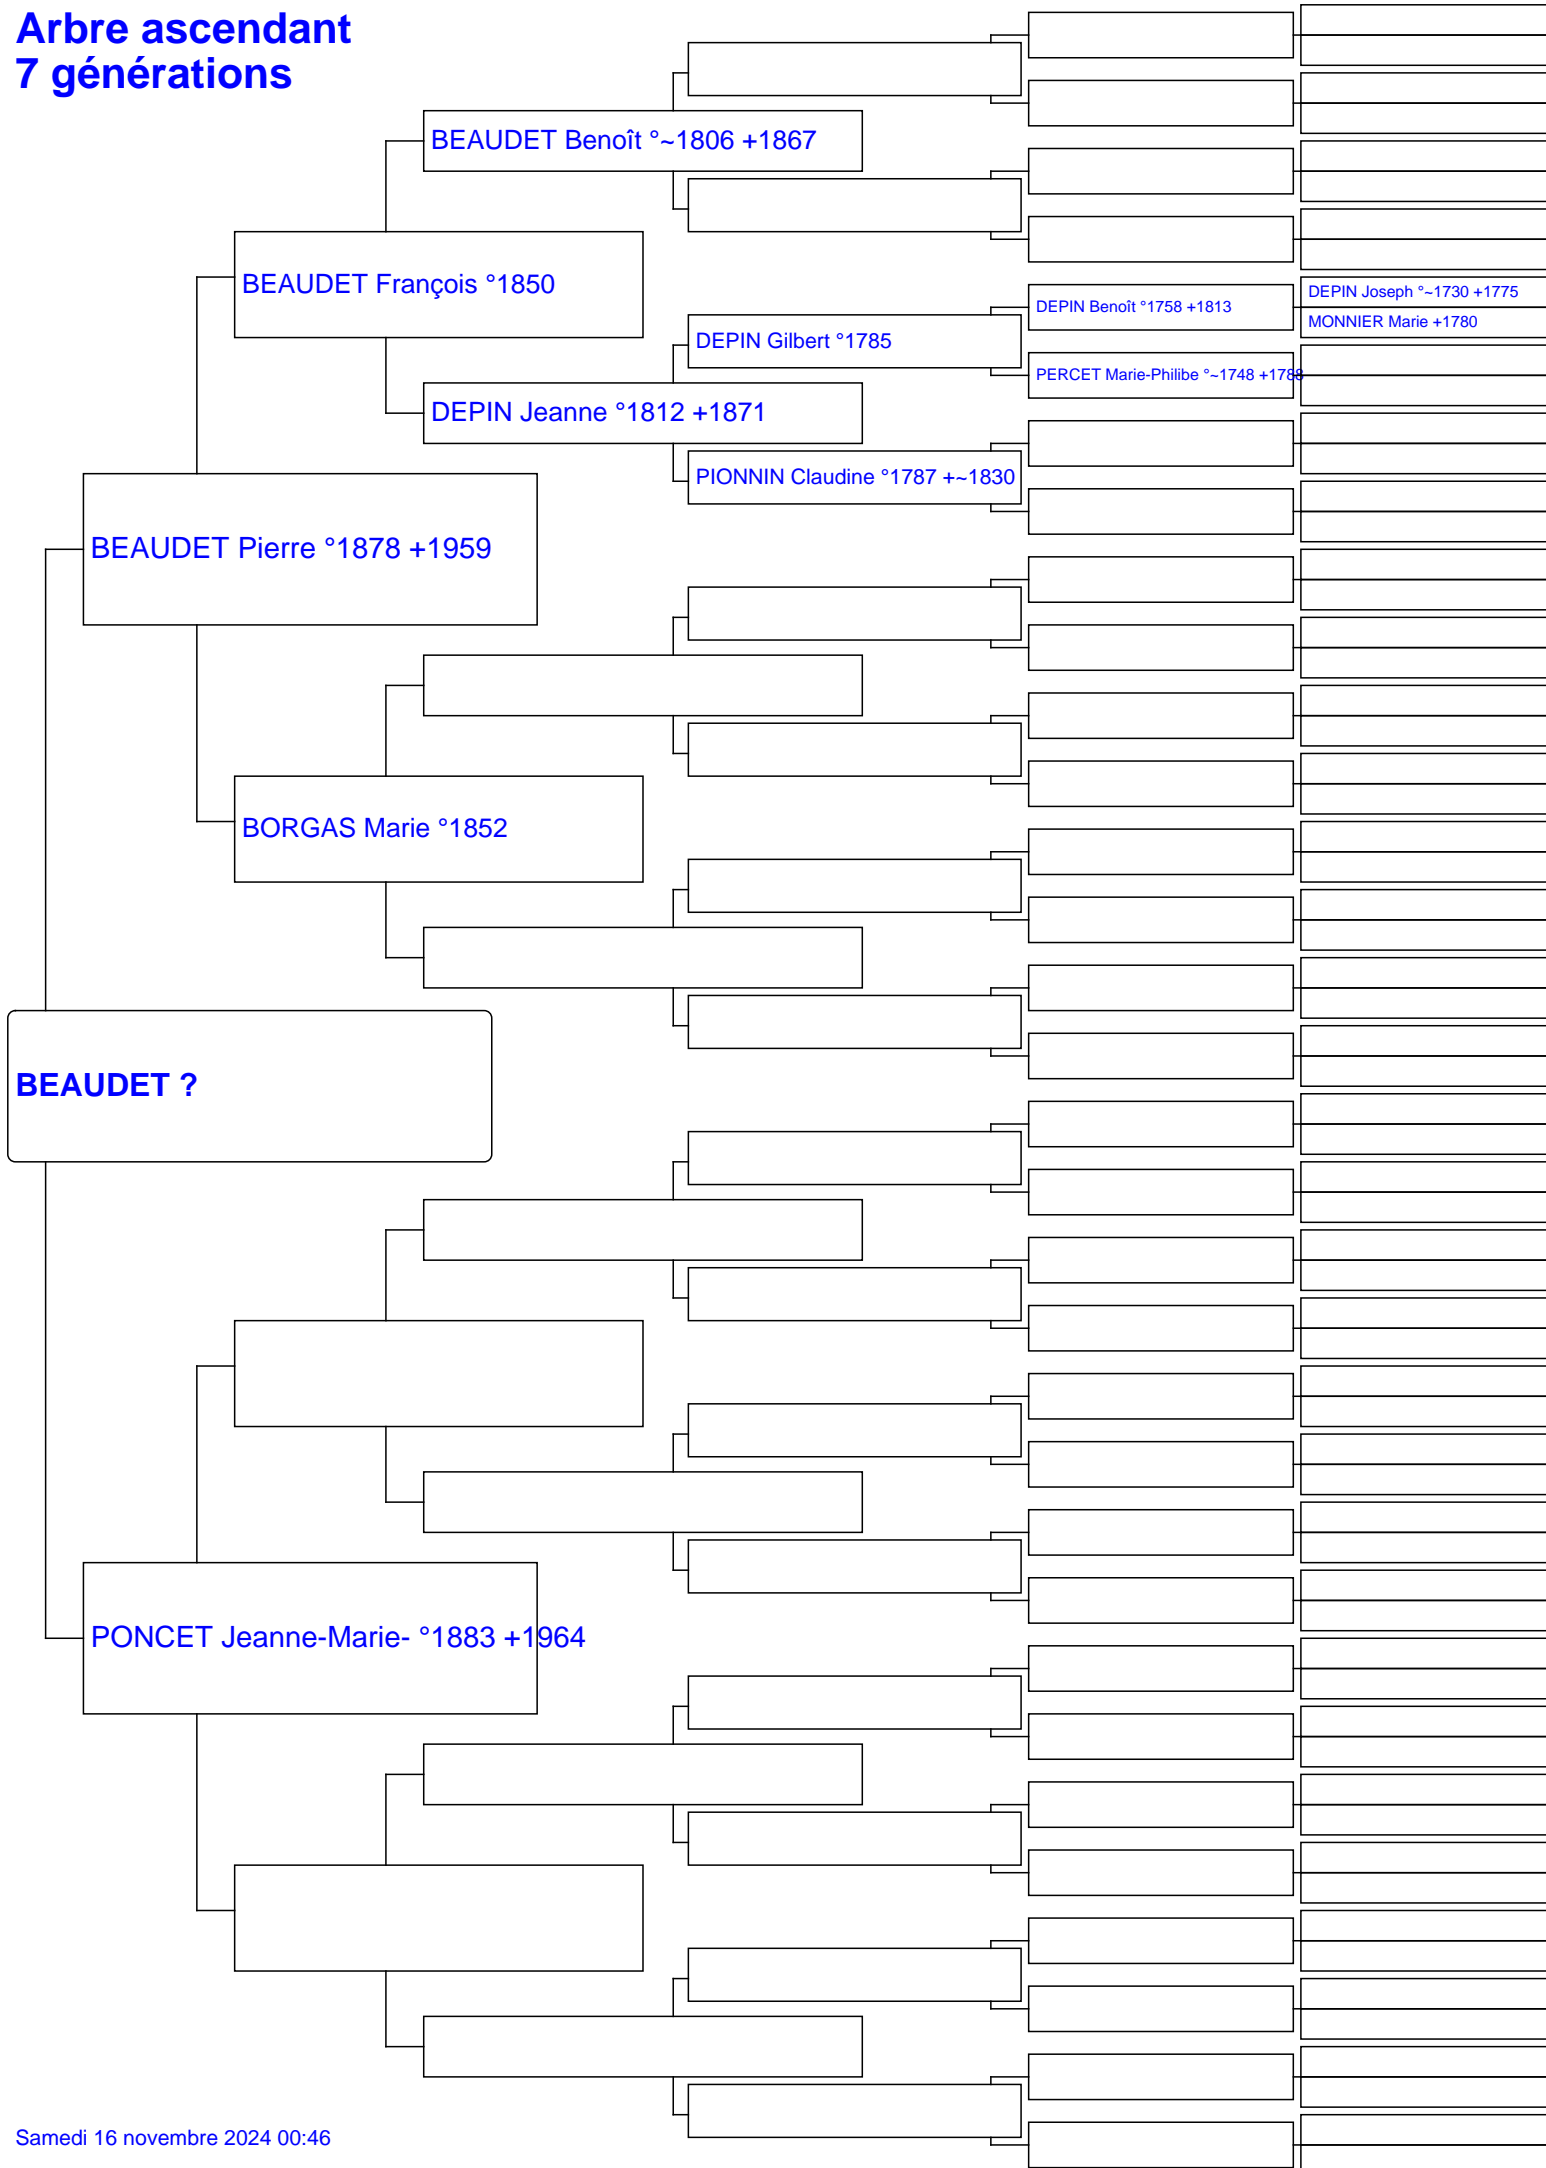 Arbre ascendant
7 générations
BEAUDET Benoît °~1806 +1867
BEAUDET François °1850
DEPIN Joseph °~1730 +1775
DEPIN Benoît °1758 +1813
MONNIER Marie +1780
DEPIN Gilbert °1785
PERCET Marie-Philibe °~1748 +1788
DEPIN Jeanne °1812 +1871
PIONNIN Claudine °1787 +~1830
BEAUDET Pierre °1878 +1959
BORGAS Marie °1852
BEAUDET ?
PONCET Jeanne-Marie- °1883 +1964
Samedi 16 novembre 2024 00:46